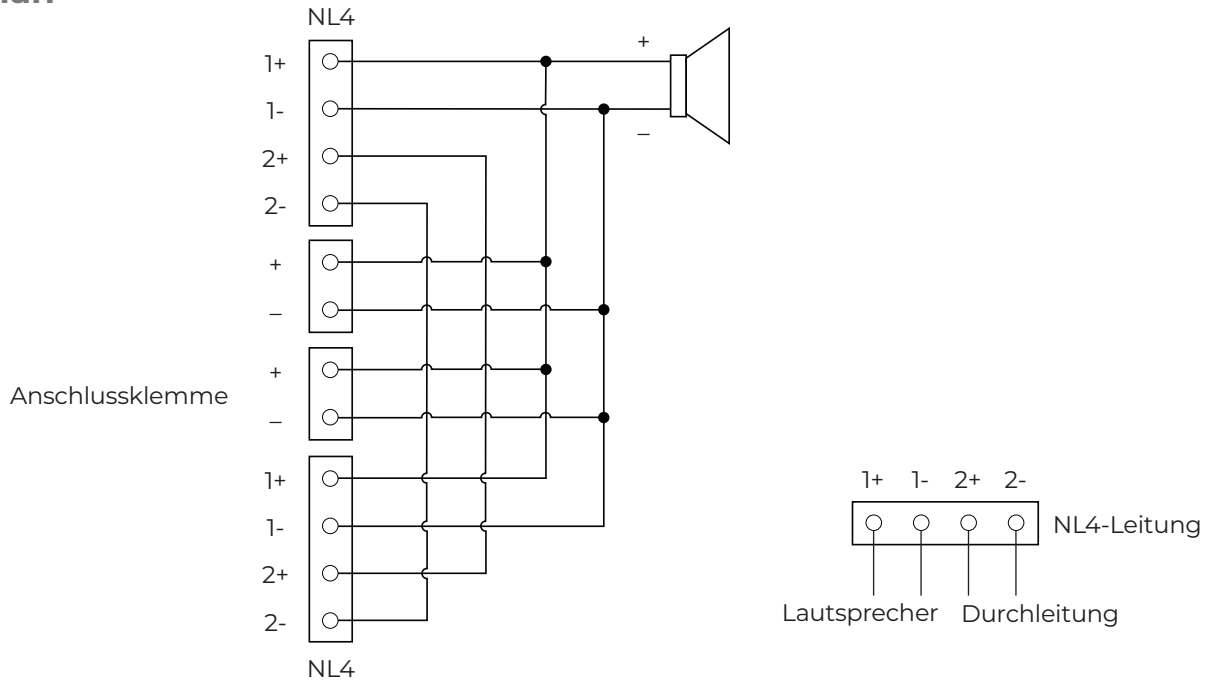 NL4
1+
1-
2+
2-
+
–
+
–
Anschlussklemme
1+
1-
2+
2-
NL4
+
–
1+ 1- 2+ 2-
NL4-Leitung
Lautsprecher Durchleitung